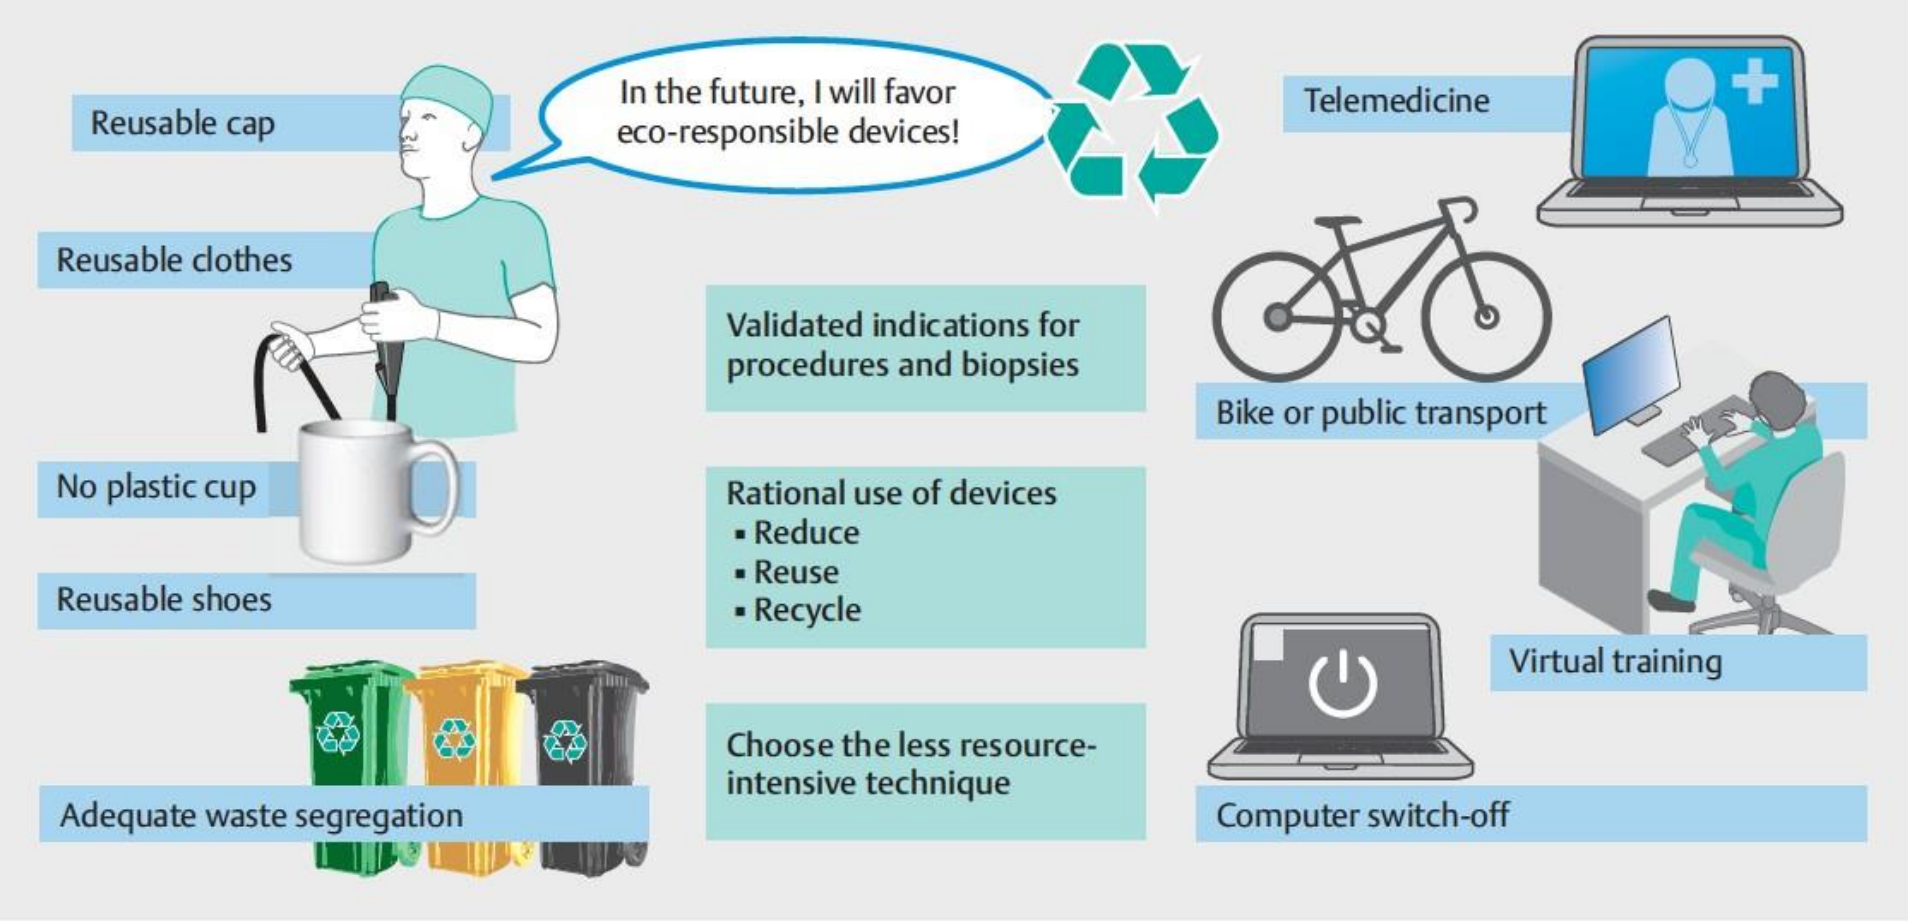 Reusable cap
In the future, I will favor
eco-responsible devices!
Telemedicine
Reusable clothes
Validated indications for
procedures and biopsies
Bike or public transport
No plastic cup
Rational use of devices
▪ Reduce
▪ Reuse
▪ Recycle
Reusable shoes
Virtual training
Choose the less resource-
intensive technique
Adequate waste segregation
Computer switch-off